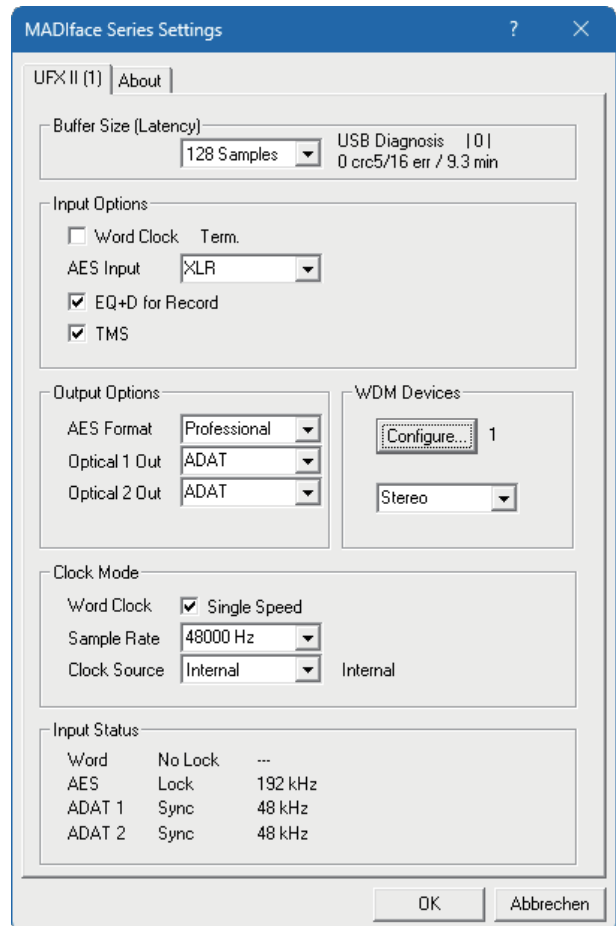 MADIface Series Settings ?
UFX II (1) About
Buffer Size (Latency)
128 Samples
USB Diagnosis | 0 |
0 crc5/16 err / 9.3 min
Input Options
Word Clock Term.
AES Input XLR
EQ+D for Record
TMS
Output Options
AES Format Professional
Optical 1 Out ADAT
Optical 2 Out ADAT
WDM Devices
Configure... 1
Stereo
Clock Mode
Word Clock Single Speed
Sample Rate 48000 Hz
Clock Source Internal Internal
Input Status
Word No Lock ---
AES Lock 192 kHz
ADAT 1 Sync 48 kHz
ADAT 2 Sync 48 kHz
OK Abbrechen